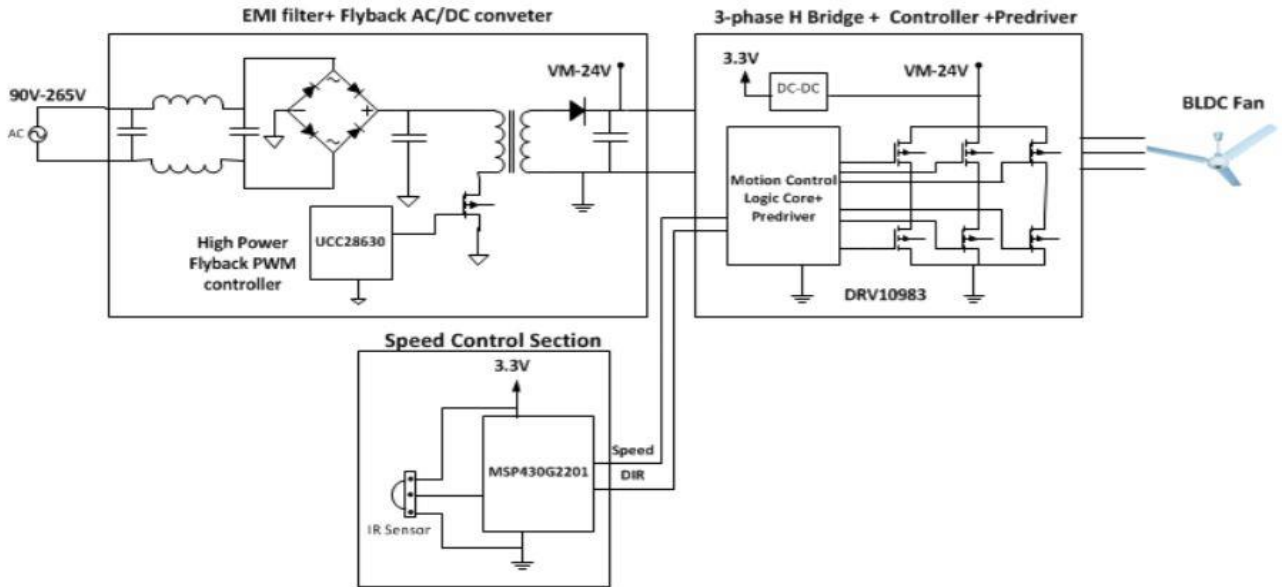 EMI filter+ Flyback AC/DC conveter
3-phase H Bridge + Controller +Predriver
90V-265V
AC
VM-24V
UCC28630
High Power
Flyback PWM
controller
3.3V
DC-DC
VM-24V
Motion Control
Logic Core+
Predriver
DRV10983
BLDC Fan
Speed Control Section
3.3V
MSP430G2201
Speed
DIR
IR Sensor